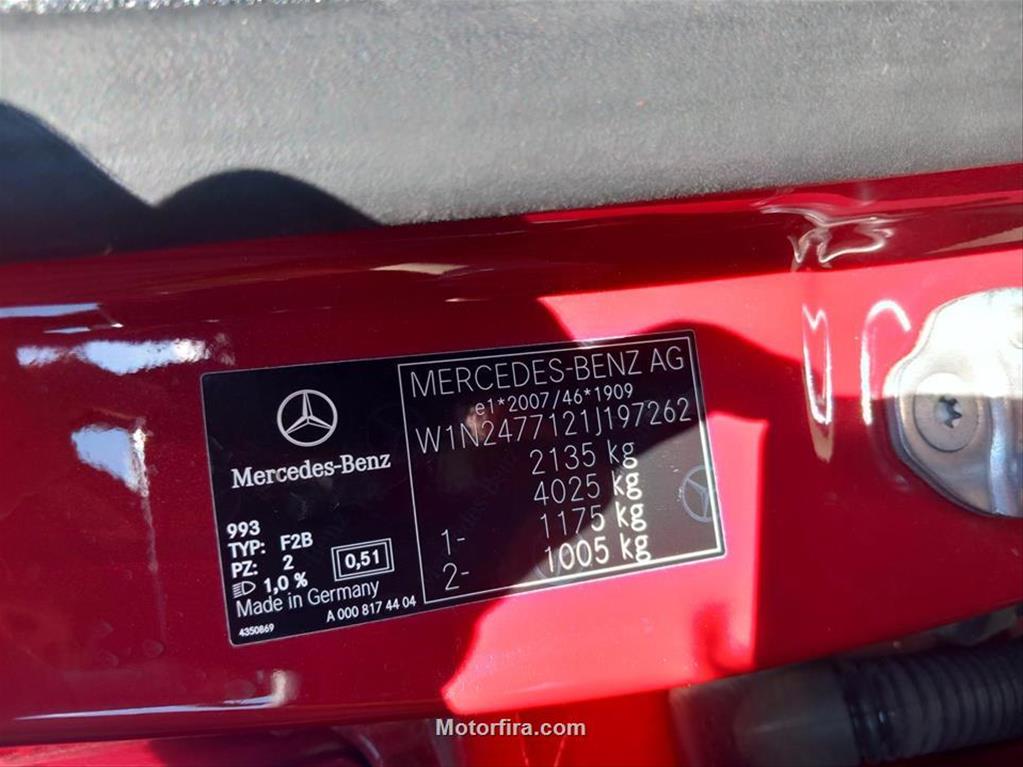 MERCEDES-BENZ AG
e1*2007/46*1909
W1N2477121J197262
2135 kg
4025 kg
1- 1175 kg
2- 1005 kg
Mercedes-Benz
993
TYP: F2B
PZ: 2 0,51
1,0 %
Made in Germany
A 000 817 44 04
4350869
Motorfira.com